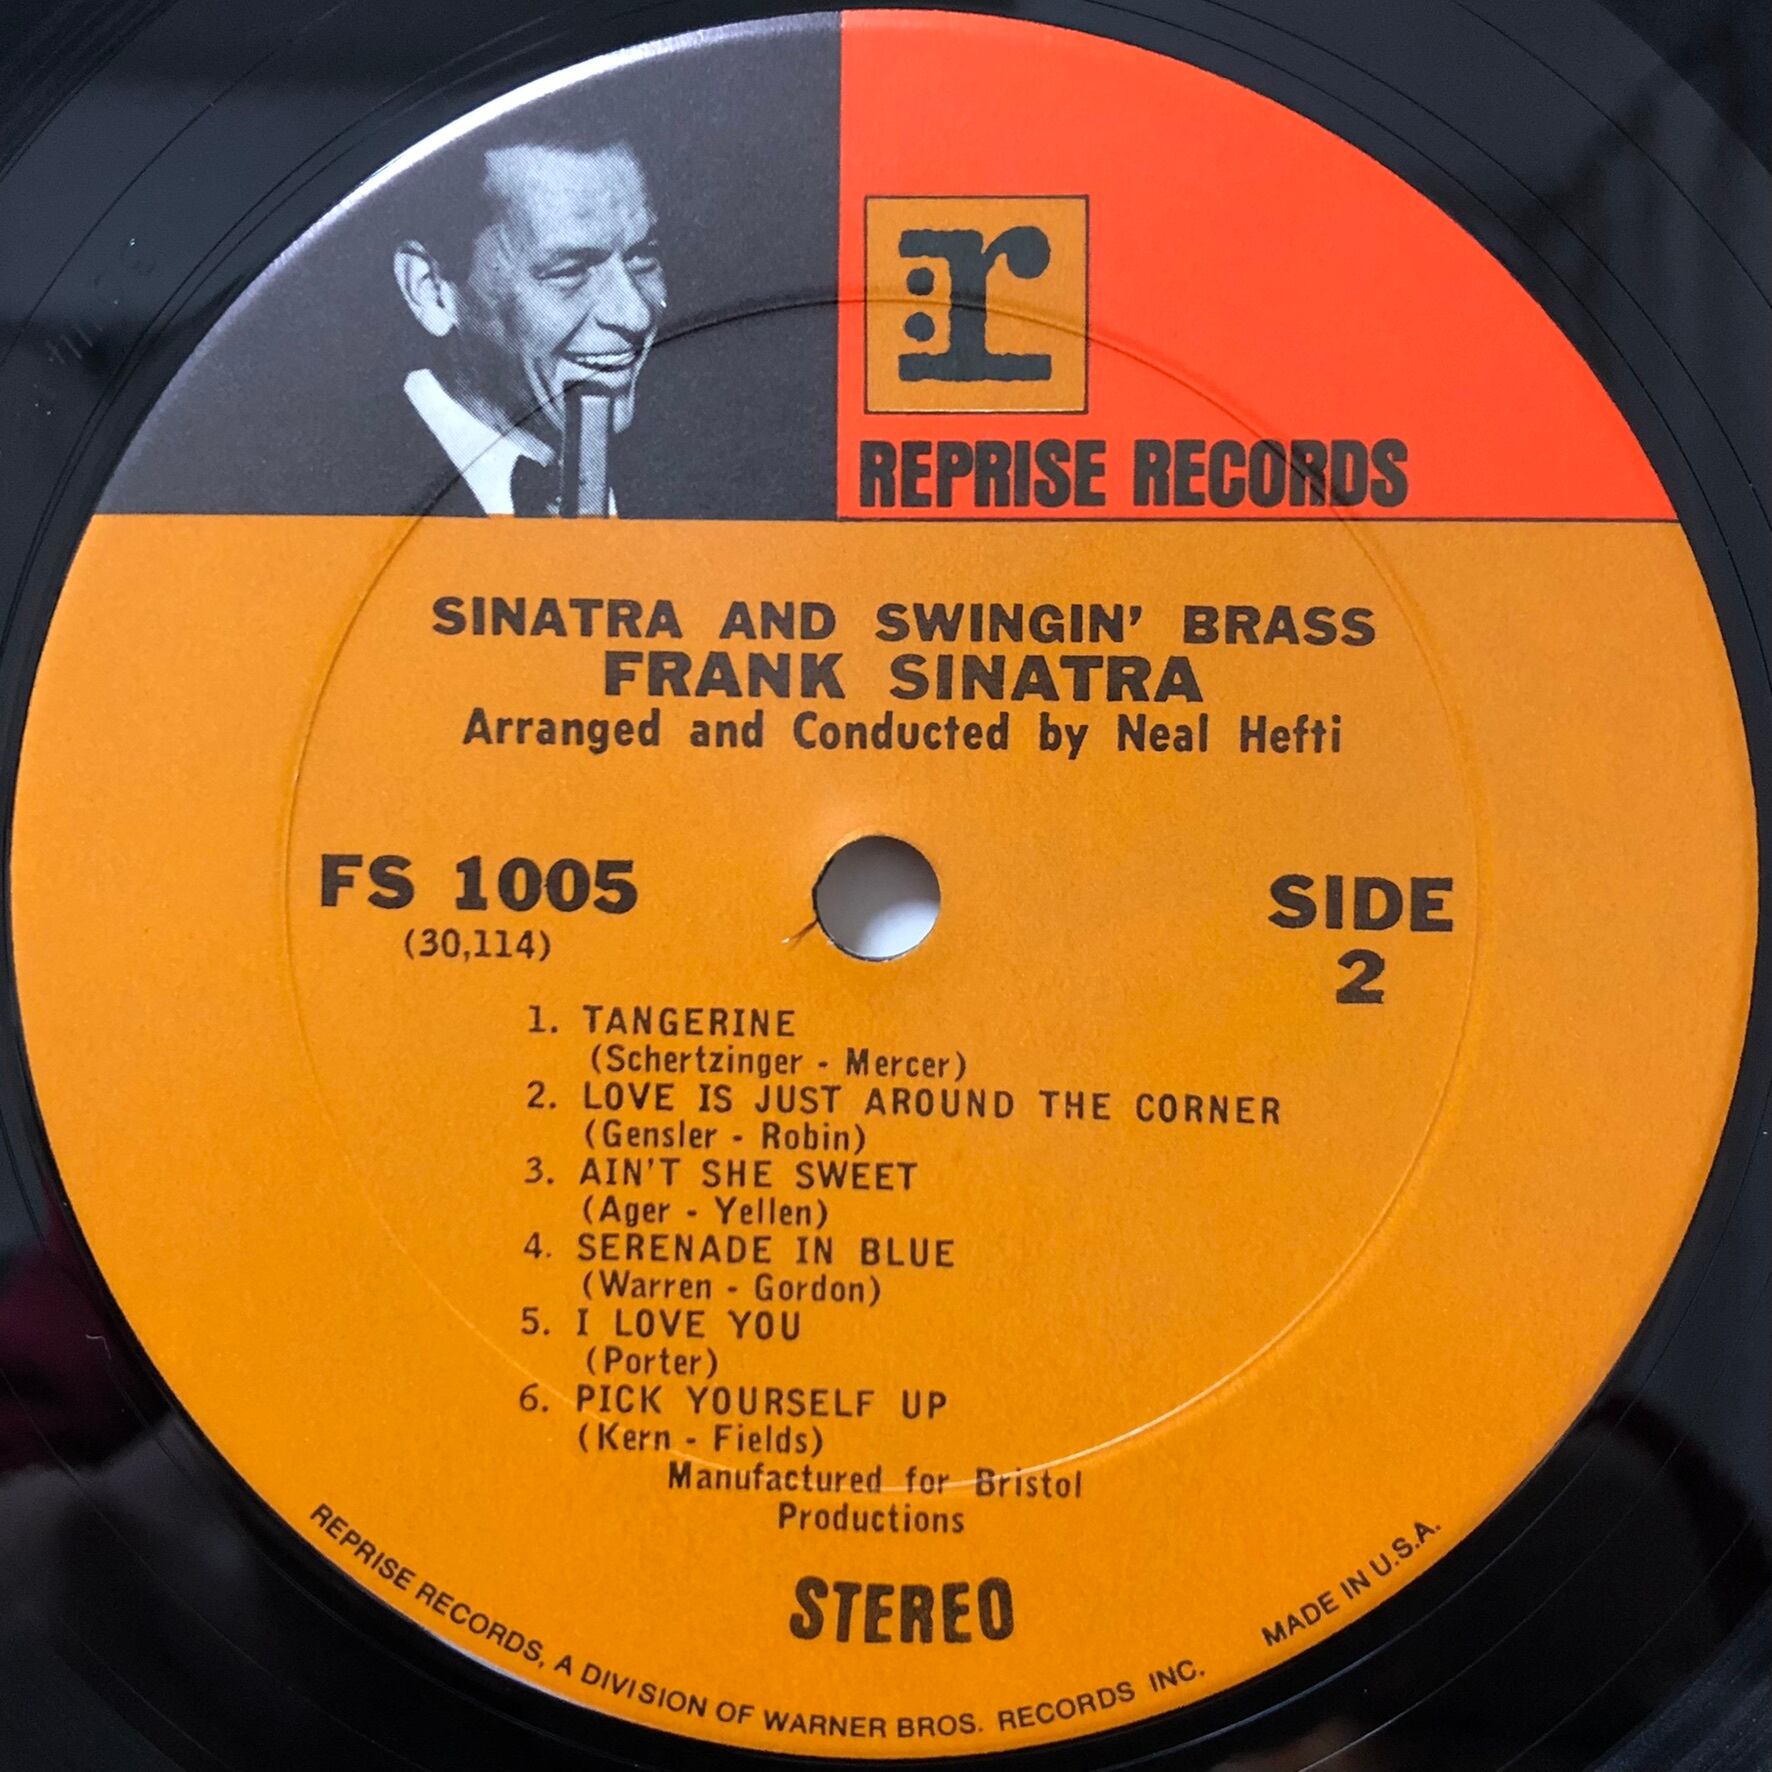 r
REPRISE RECORDS
SINATRA AND SWINGIN' BRASS
FRANK SINATRA
Arranged and Conducted by Neal Hefti
FS 1005
(30,114)
SIDE
2
1. TANGERINE
(Schertzinger - Mercer)
2. LOVE IS JUST AROUND THE CORNER
(Gensler - Robin)
3. AIN'T SHE SWEET
(Ager - Yellen)
4. SERENADE IN BLUE
(Warren - Gordon)
5. I LOVE YOU
(Porter)
6. PICK YOURSELF UP
(Kern - Fields)
Manufactured for Bristol
Productions
STEREO
REPRISE RECORDS, A DIVISION OF WARNER BROS. RECORDS INC.
MADE IN U.S.A.